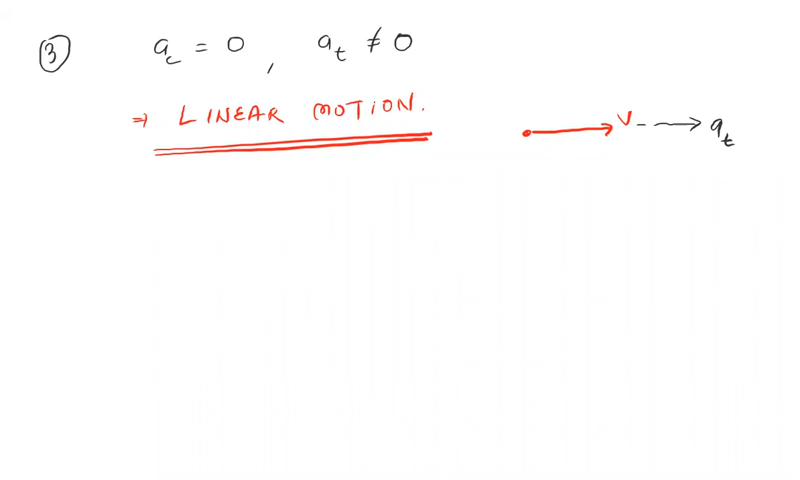 ③ a_c = 0, a_t ≠ 0
⇒ LINEAR MOTION.
V → a_t